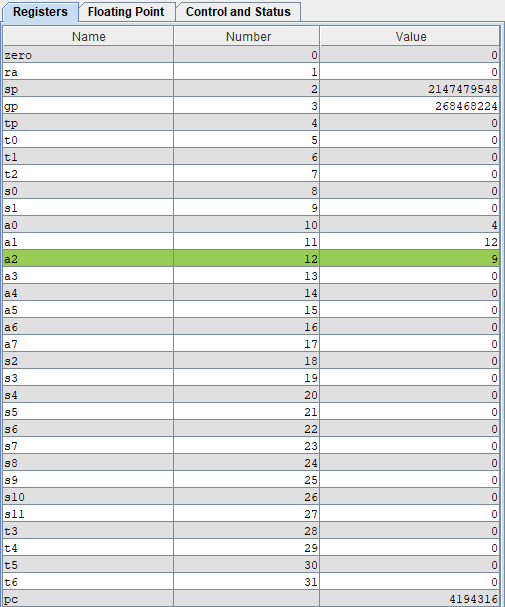 Registers Floating Point Control and Status
Name Number Value
zero 0 0
ra 1 0
sp 2 2147479548
gp 3 268468224
tp 4 0
t0 5 0
t1 6 0
t2 7 0
s0 8 0
s1 9 0
a0 10 4
a1 11 12
a2 12 9
a3 13 0
a4 14 0
a5 15 0
a6 16 0
a7 17 0
s2 18 0
s3 19 0
s4 20 0
s5 21 0
s6 22 0
s7 23 0
s8 24 0
s9 25 0
s10 26 0
s11 27 0
t3 28 0
t4 29 0
t5 30 0
t6 31 0
pc 4194316